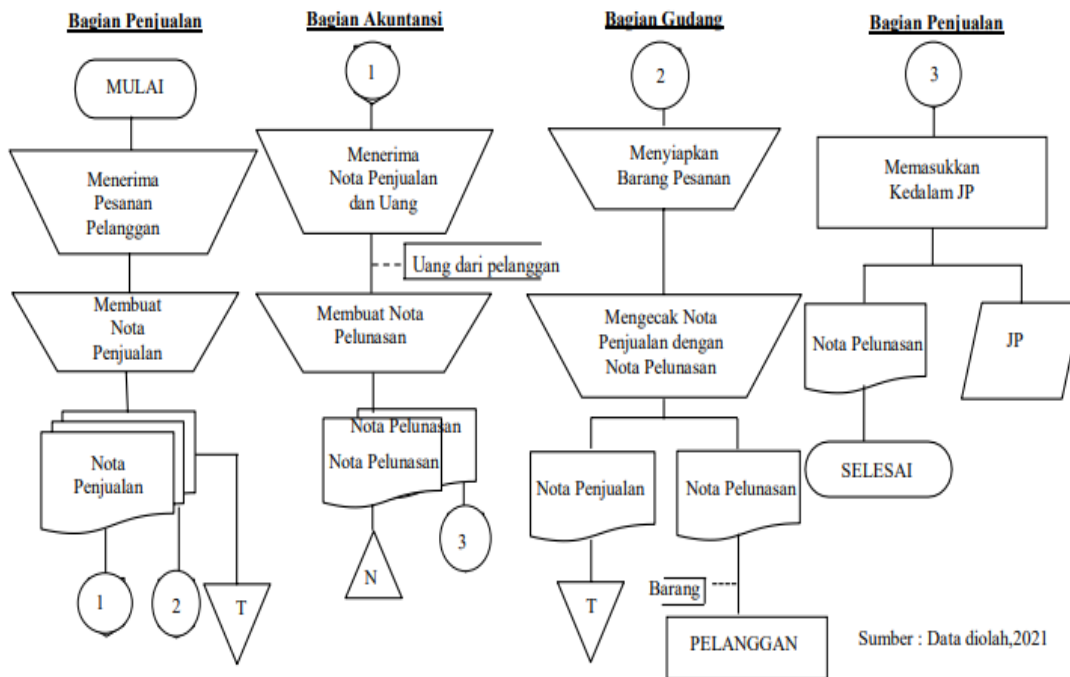 Bagian Penjualan
MULAI
Menerima
Pesanan
Pelanggan
Membuat
Nota
Penjualan
Nota
Penjualan
1
2
T
Bagian Akuntansi
1
Menerima
Nota Penjualan
dan Uang
Uang dari pelanggan
Membuat Nota
Pelunasan
Nota Pelunasan
Nota Pelunasan
N
3
Bagian Gudang
2
Menyiapkan
Barang Pesanan
Mengecak Nota
Penjualan dengan
Nota Pelunasan
Nota Penjualan
Nota Pelunasan
T
Barang
PELANGGAN
Bagian Penjualan
3
Memasukkan
Kedalam JP
Nota Pelunasan
JP
SELESAI
Sumber : Data diolah,2021